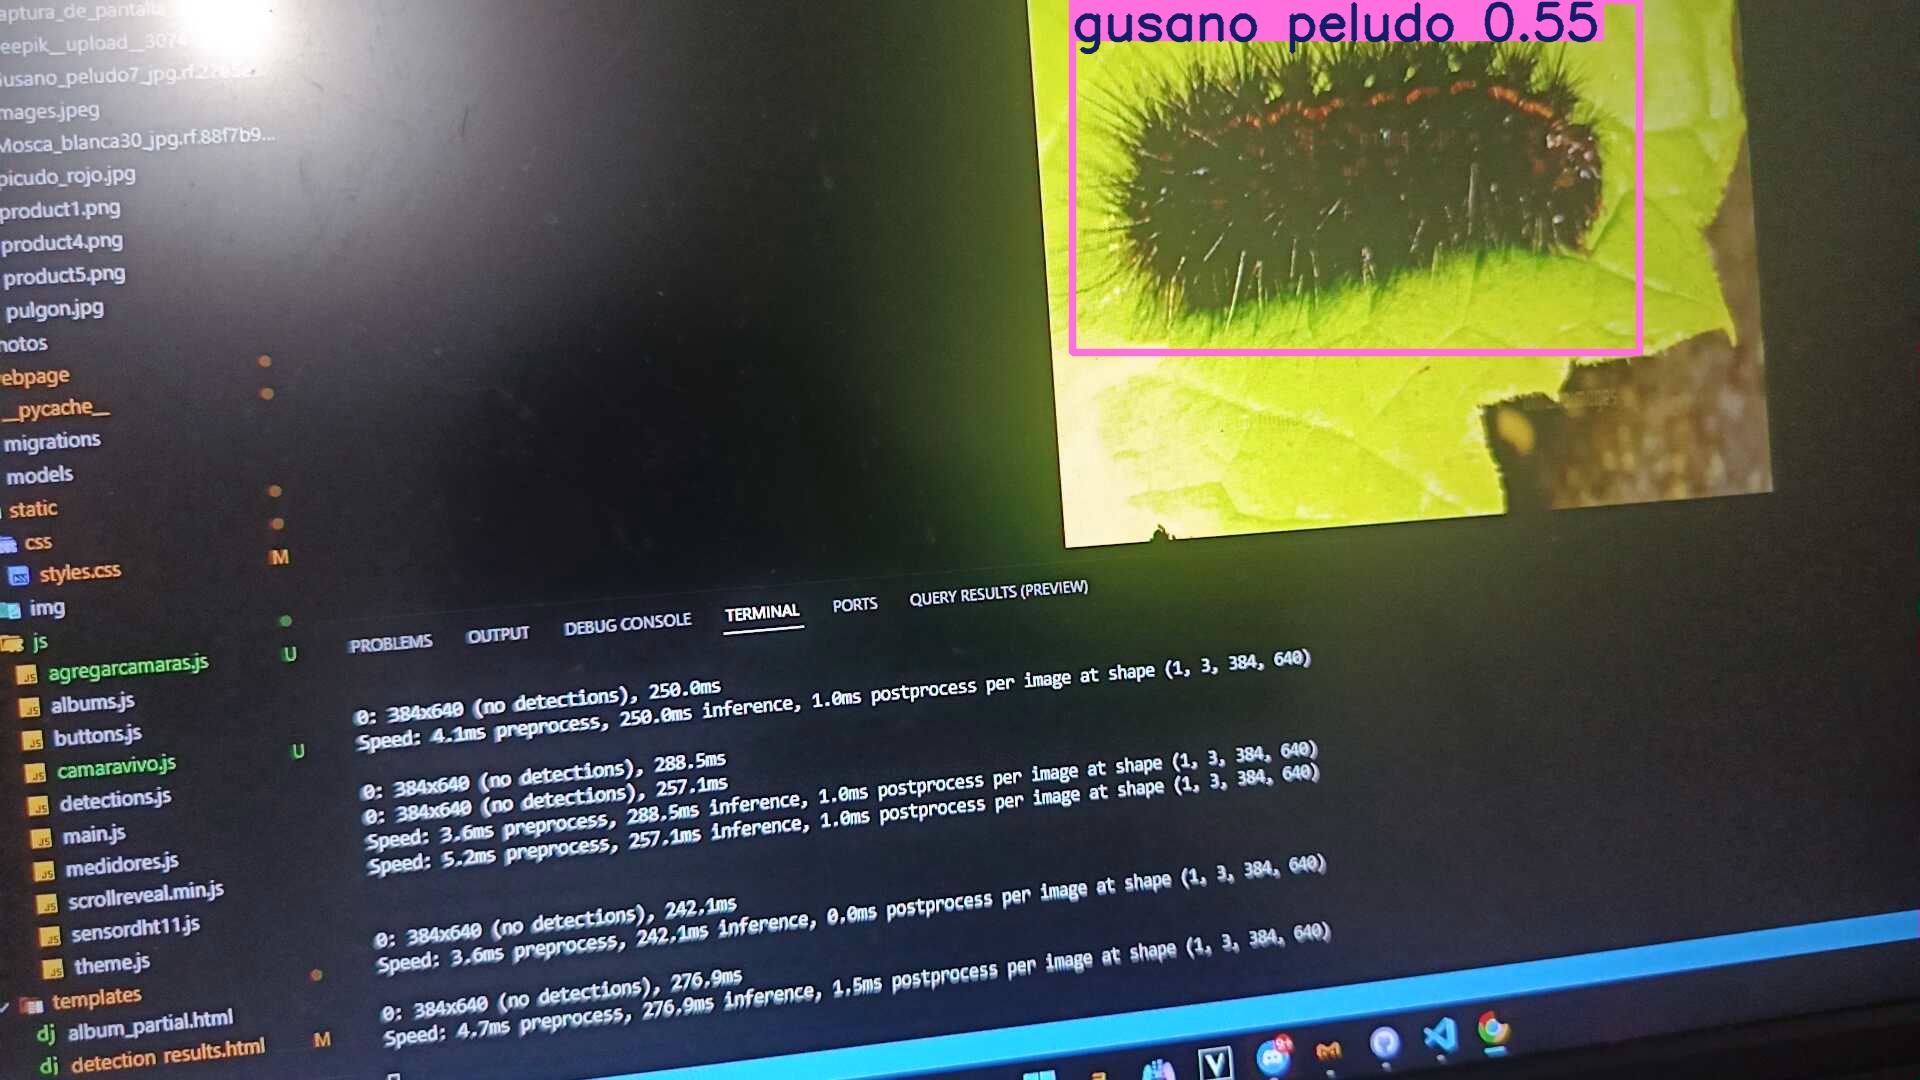 gusano peludo 0.55
images.jpeg
Mosca_blanca30_jpg.rf.88f7b9...
picudo_rojo.jpg
product1.png
product4.png
product5.png
pulgon.jpg
__pycache__
migrations
models
static
css
styles.css M
img
js
agregarcamaras.js U
albums.js
buttons.js
camaravivo.js U
detections.js
main.js
medidores.js
scrollreveal.min.js
sensordht11.js
theme.js
templates
dj album_partial.html
dj detection results.html M
PROBLEMS OUTPUT DEBUG CONSOLE TERMINAL PORTS QUERY RESULTS (PREVIEW)
0: 384x640 (no detections), 250.0ms
Speed: 4.1ms preprocess, 250.0ms inference, 1.0ms postprocess per image at shape (1, 3, 384, 640)
0: 384x640 (no detections), 288.5ms
0: 384x640 (no detections), 257.1ms
Speed: 3.6ms preprocess, 288.5ms inference, 1.0ms postprocess per image at shape (1, 3, 384, 640)
Speed: 5.2ms preprocess, 257.1ms inference, 1.0ms postprocess per image at shape (1, 3, 384, 640)
0: 384x640 (no detections), 242.1ms
Speed: 3.6ms preprocess, 242.1ms inference, 0.0ms postprocess per image at shape (1, 3, 384, 640)
0: 384x640 (no detections), 276.9ms
Speed: 4.7ms preprocess, 276.9ms inference, 1.5ms postprocess per image at shape (1, 3, 384, 640)
V
9+